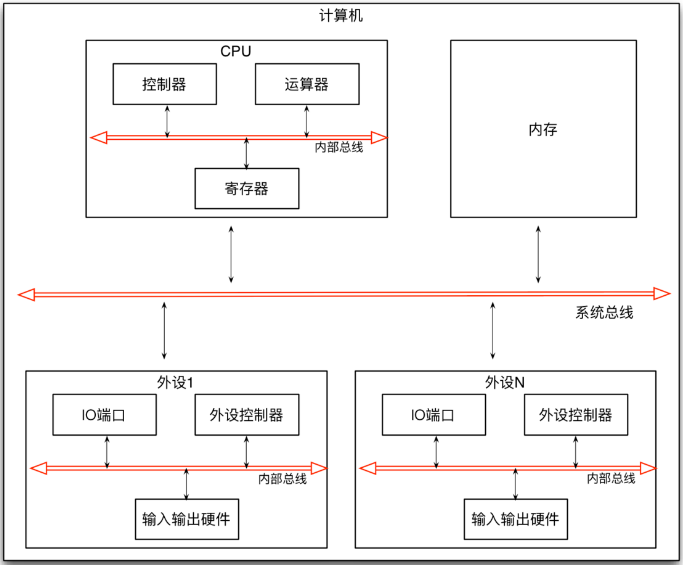 计算机
CPU
控制器
运算器
内部总线
寄存器
内存
系统总线
外设1
IO端口
外设控制器
内部总线
输入输出硬件
外设N
IO端口
外设控制器
内部总线
输入输出硬件